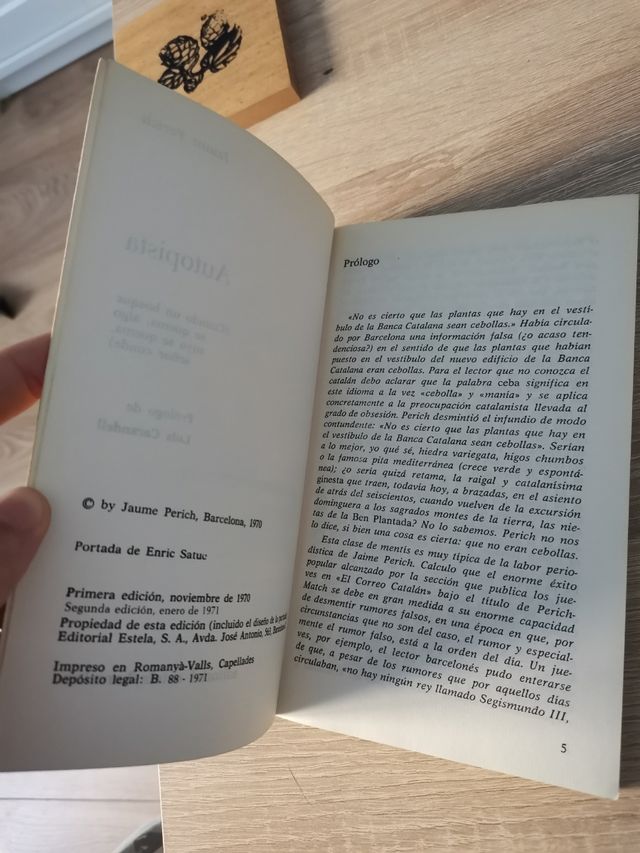 © by Jaume Perich, Barcelona, 1970
Portada de Enric Satue
Primera edición, noviembre de 1970
Segunda edición, enero de 1971
Propiedad de esta edición (incluido el diseño de la
Editorial Estela, S. A., Avda. José Antonio, 563,
Impreso en Romanyà-Valls, Capellades
Depósito legal: B. 88 - 1971
Prólogo
«No es cierto que las plantas que hay en el vestí-
bulo de la Banca Catalana sean cebollas.» Había circula-
do por Barcelona una información falsa (¿o acaso ten-
denciosa?) en el sentido de que las plantas que habían
puesto en el vestíbulo del nuevo edificio de la Banca
Catalana eran cebollas. Para el lector que no conozca el
catalán debo aclarar que la palabra ceba significa en
este idioma a la vez «cebolla» y «manía» y se aplica
concretamente a la preocupación catalanista llevada al
grado de obsesión. Perich desmintió el infundio de modo
contundente: «No es cierto que las plantas que hay en
el vestíbulo de la Banca Catalana sean cebollas». Serían
a lo mejor, yo qué sé, hiedra variegata, higos chumbos
o la famosa pita mediterránea (crece verde y espontá-
nea); ¿o sería quizá retama, la raigal y catalanísima
ginesta que traen, todavía hoy, a brazadas, en el asiento
de atrás del seiscientos, cuando vuelven de la excursión
dominguera a los sagrados montes de la tierra, las nie-
tas de la Ben Plantada? No lo sabemos. Perich no nos
lo dice, si bien una cosa es cierta: que no eran cebollas.
Esta clase de mentís es muy típica de la labor perio-
dística de Jaime Perich. Calculo que el enorme éxito
popular alcanzado por la sección que publica los jue-
ves en «El Correo Catalán» bajo el título de Perich-
Match se debe en gran medida a su enorme capacidad
de desmentir rumores falsos, en una época en que, por
circunstancias que no son del caso, el rumor y especial-
mente el rumor falso, está a la orden del día. Un jue-
ves, por ejemplo, el lector barcelonés pudo enterarse
de que, a pesar de los rumores que por aquellos días
circulaban, «no hay ningún rey llamado Segismundo III,
5